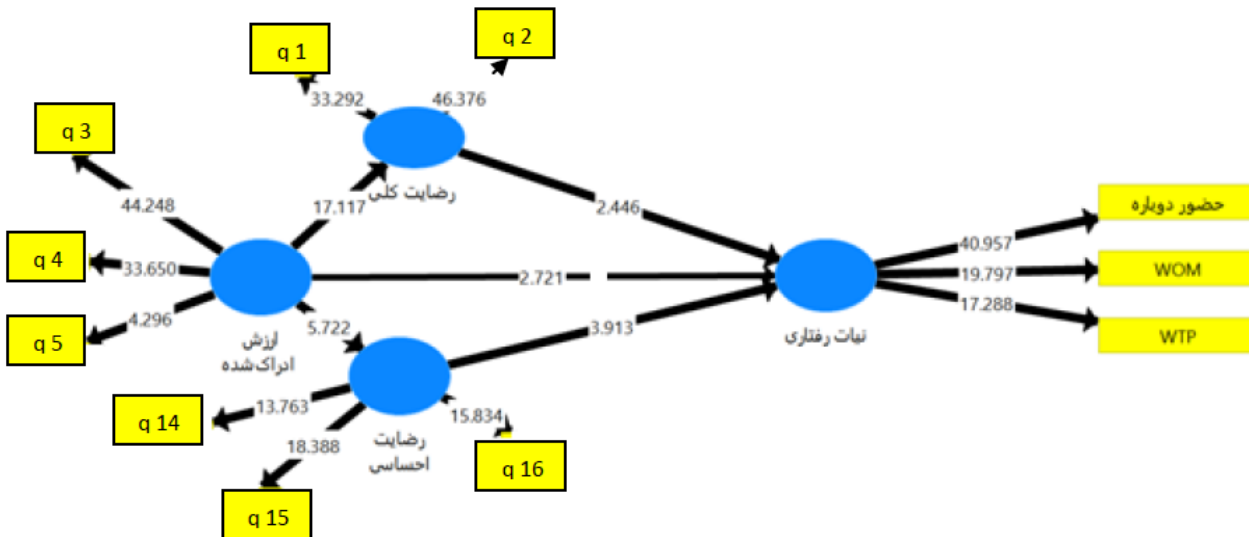 q 1
q 2
33.292
46.376
q 3
رضایت کلی
44.248
17.117
2.446
حضور دوباره
40.957
q 4
33.650
2.721
19.797
WOM
q 5
4.296
5.722
3.913
17.288
WTP
ارزش
ادراک‌شده
نیات رفتاری
q 14
13.763
15.834
18.388
رضایت
احساسی
q 16
q 15